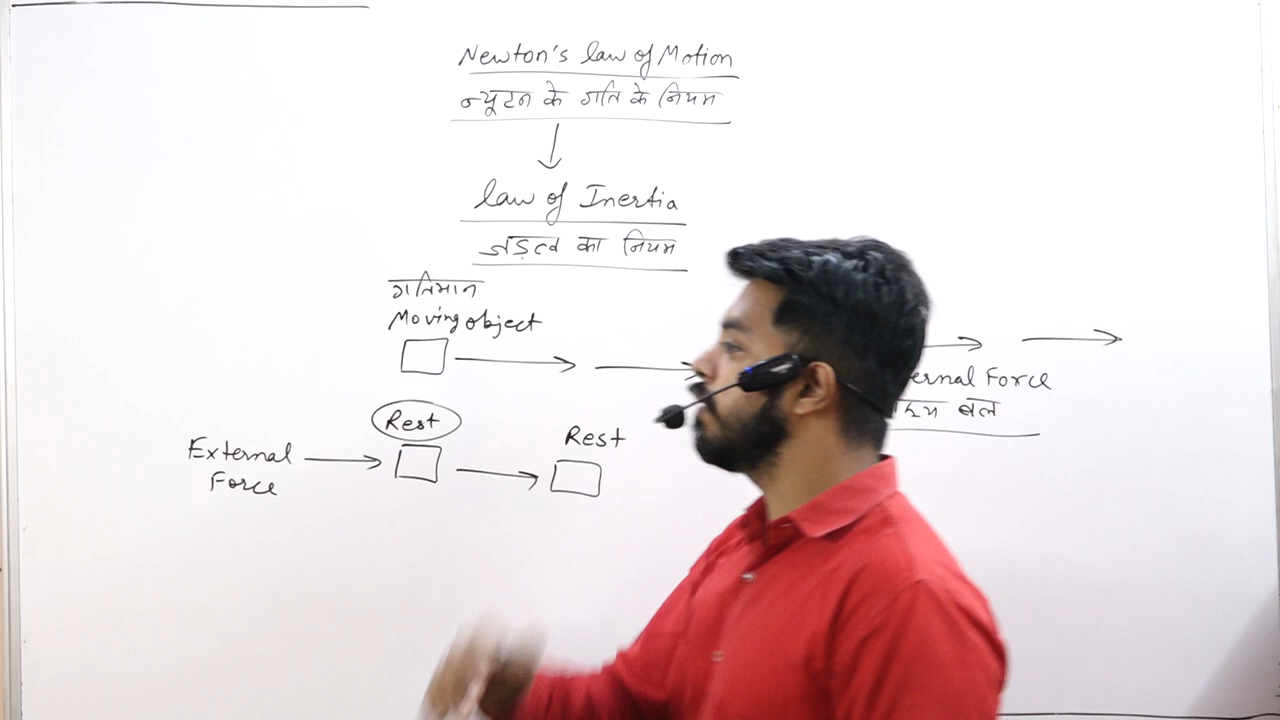 Newton's law of Motion
न्यूटन के गति के नियम
law of Inertia
जड़त्व का नियम
गतिमान
Moving object
ernal Force
बल
Rest
Rest
External
Force